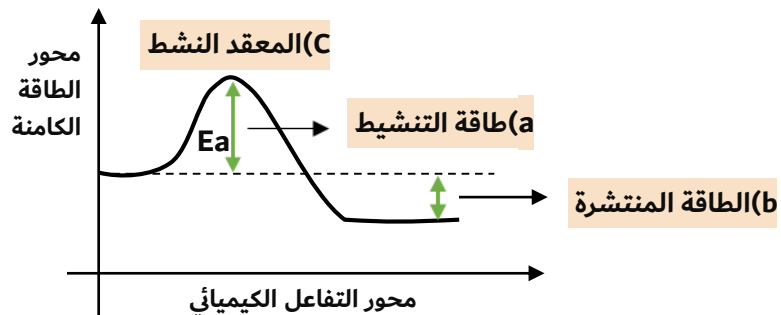 C)المعقد النشط
محور
الطاقة
الكامنة
a)طاقة التنشيط
Ea
b)الطاقة المنتشرة
محور التفاعل الكيميائي